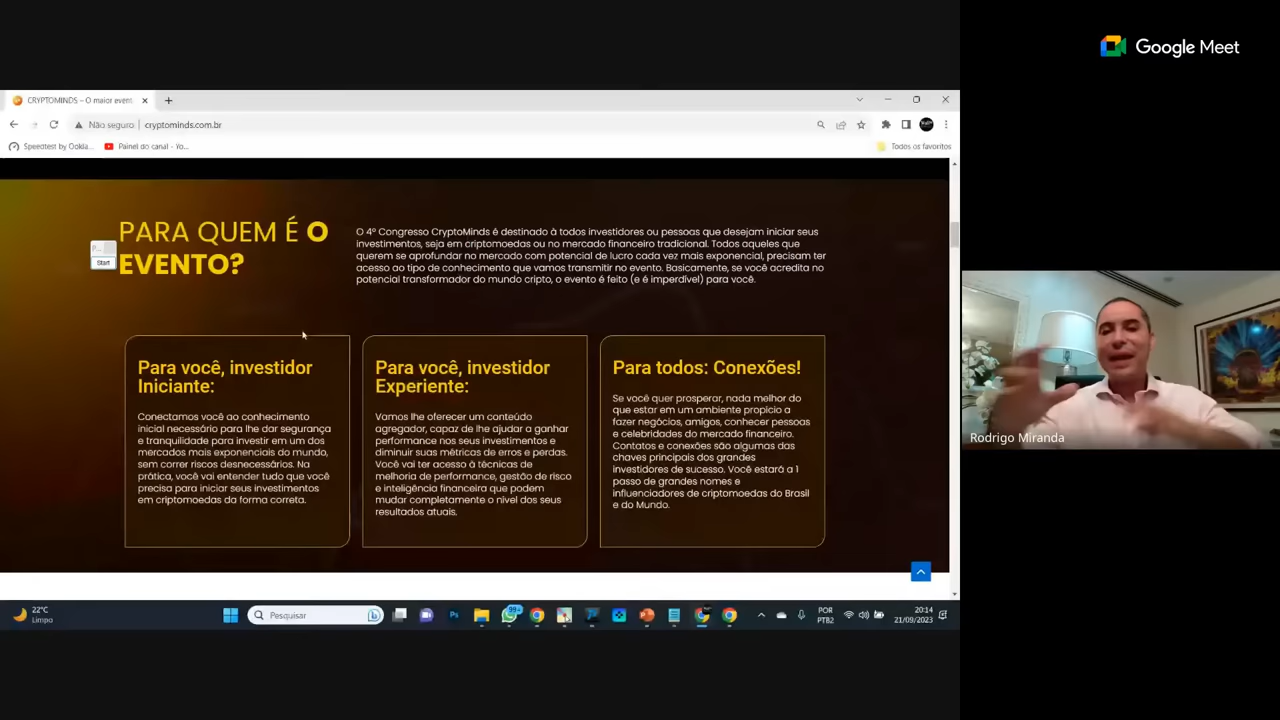 Google Meet
CRYPTOMINDS – O maior event
Não seguro
cryptominds.com.br
Speedtest by Ookla...
Painel do canal - Yo...
Todos os favoritos
PARA QUEM É O
EVENTO?
P...
Start
O 4º Congresso CryptoMinds é destinado à todos investidores ou pessoas que desejam iniciar seus
investimentos, seja em criptomoedas ou no mercado financeiro tradicional. Todos aqueles que
querem se aprofundar no mercado com potencial de lucro cada vez mais exponencial, precisam ter
acesso ao tipo de conhecimento que vamos transmitir no evento. Basicamente, se você acredita no
potencial transformador do mundo cripto, o evento é feito (e é imperdível) para você.
Para você, investidor
Iniciante:
Conectamos você ao conhecimento
inicial necessário para lhe dar segurança
e tranquilidade para investir em um dos
mercados mais exponenciais do mundo,
sem correr riscos desnecessários. Na
prática, você vai entender tudo que você
precisa para iniciar seus investimentos
em criptomoedas da forma correta.
Para você, investidor
Experiente:
Vamos lhe oferecer um conteúdo
agregador, capaz de lhe ajudar a ganhar
performance nos seus investimentos e
diminuir suas métricas de erros e perdas.
Você vai ter acesso à técnicas de
melhoria de performance, gestão de risco
e inteligência financeira que podem
mudar completamente o nível dos seus
resultados atuais.
Para todos: Conexões!
Se você quer prosperar, nada melhor do
que estar em um ambiente propício a
fazer negócios, amigos, conhecer pessoas
e celebridades do mercado financeiro.
Contatos e conexões são algumas das
chaves principais dos grandes
investidores de sucesso. Você estará a 1
passo de grandes nomes e
influenciadores de criptomoedas do Brasil
e do Mundo.
Rodrigo Miranda
22°C
Limpo
Pesquisar
99+
POR
PTB2
20:14
21/09/2023